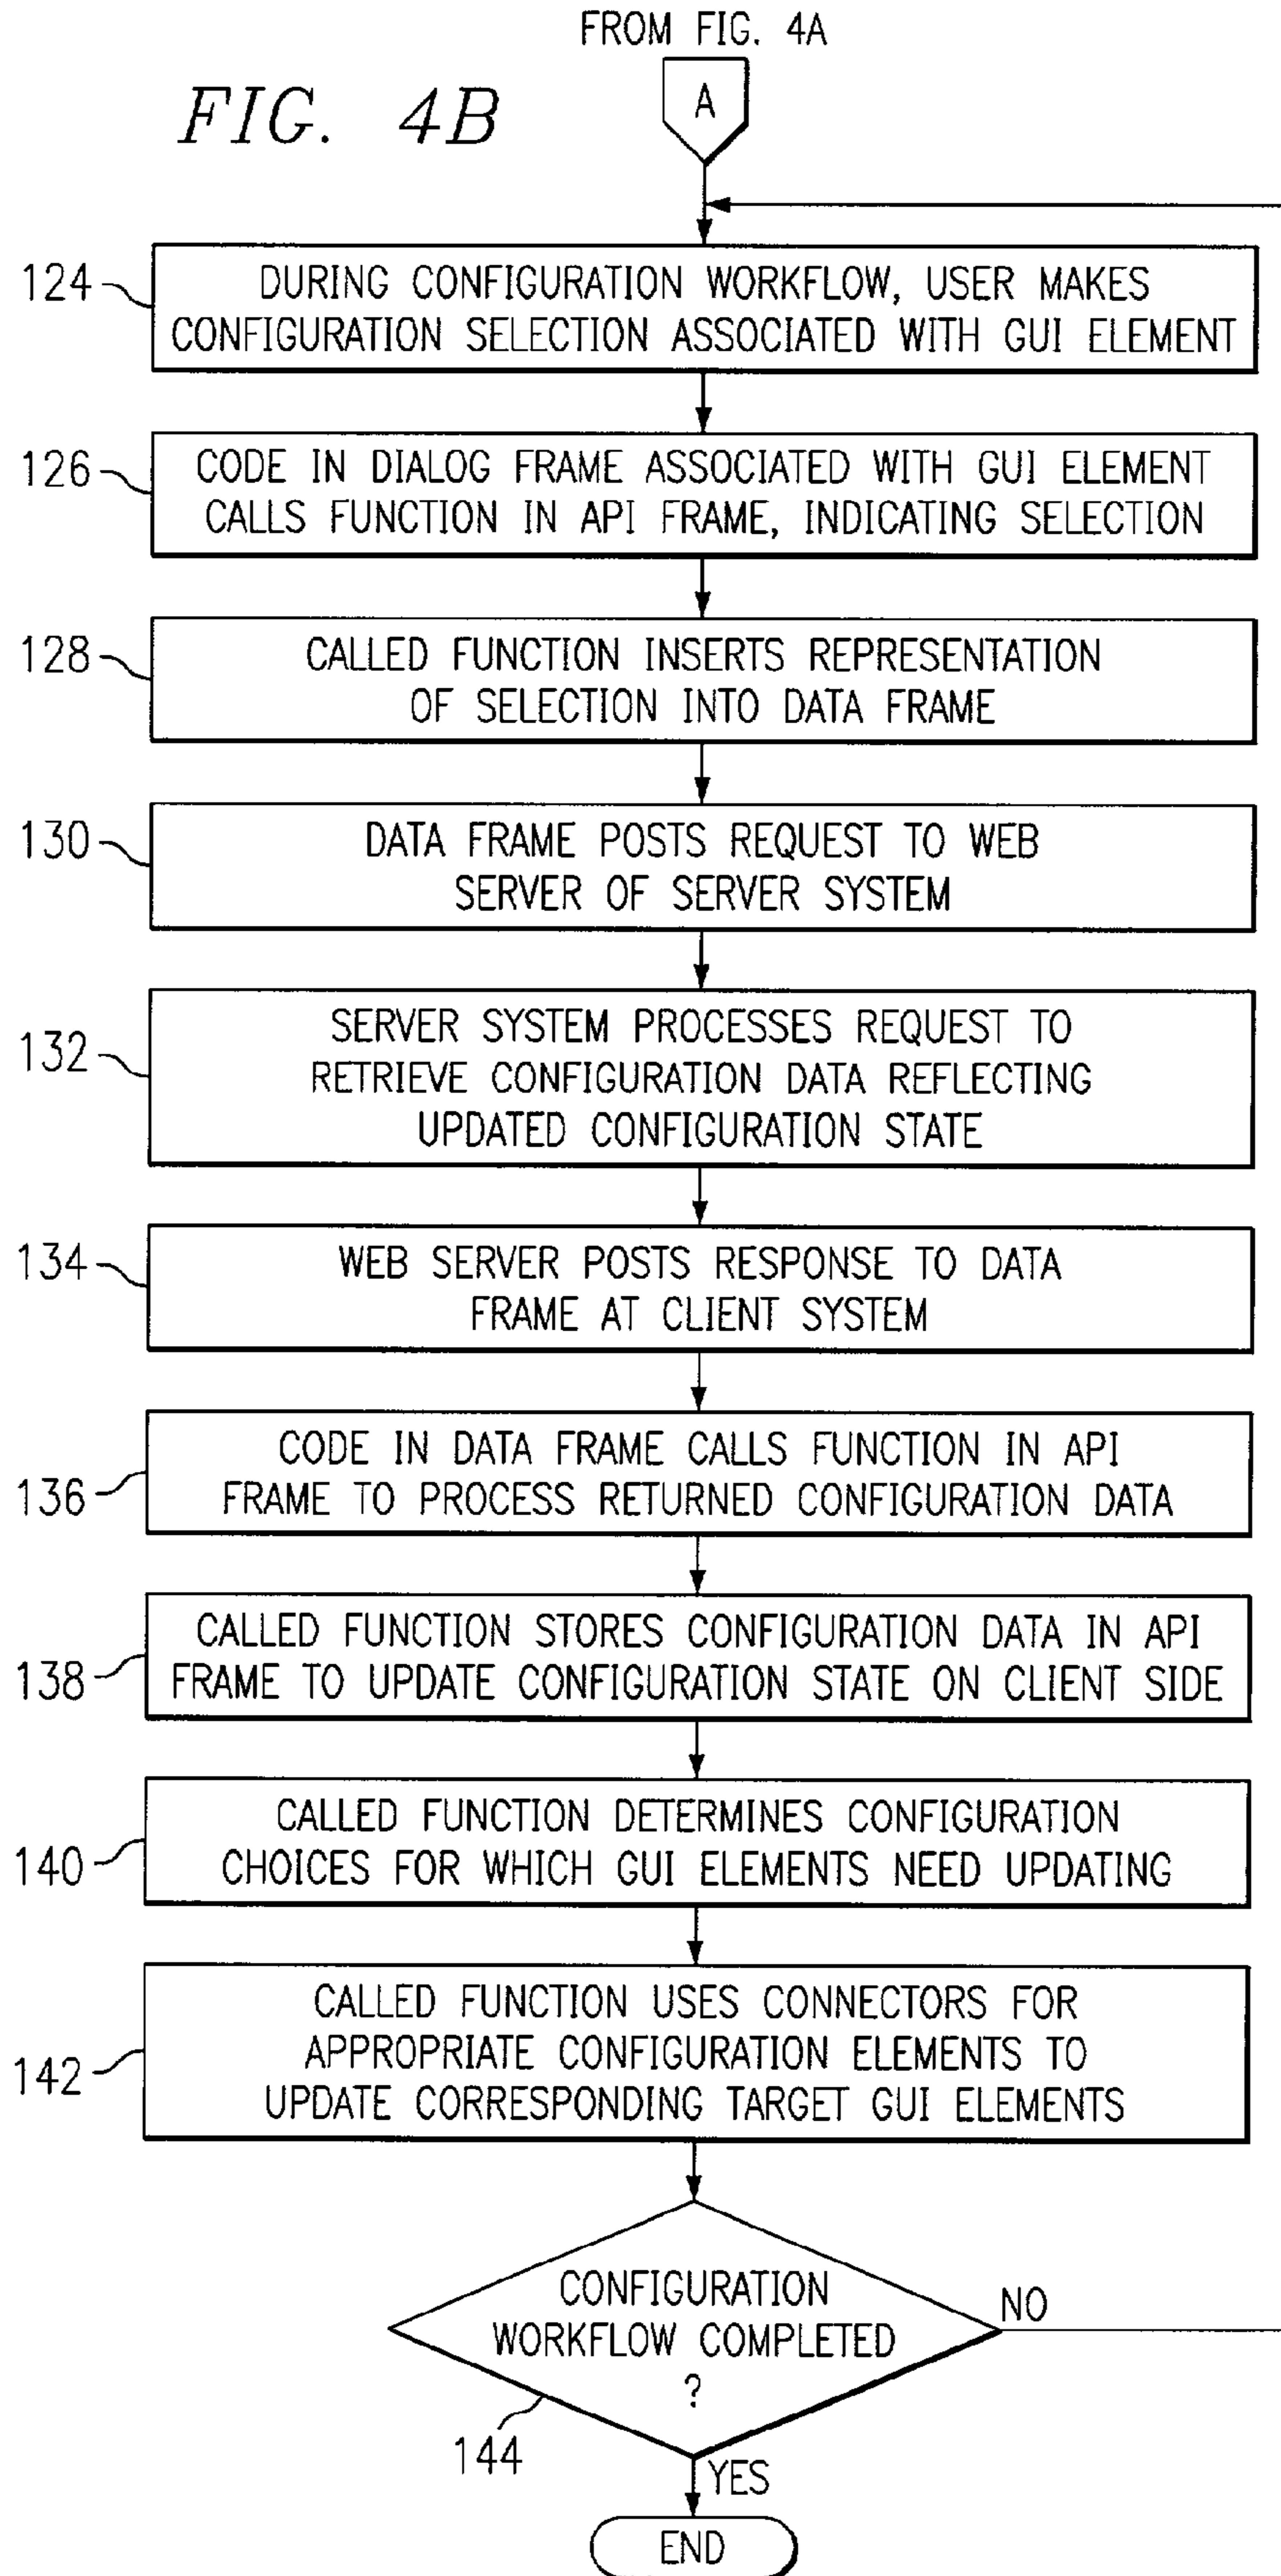 FROM FIG. 4A
FIG. 4B
A
124
DURING CONFIGURATION WORKFLOW, USER MAKES
CONFIGURATION SELECTION ASSOCIATED WITH GUI ELEMENT
126
CODE IN DIALOG FRAME ASSOCIATED WITH GUI ELEMENT
CALLS FUNCTION IN API FRAME, INDICATING SELECTION
128
CALLED FUNCTION INSERTS REPRESENTATION
OF SELECTION INTO DATA FRAME
130
DATA FRAME POSTS REQUEST TO WEB
SERVER OF SERVER SYSTEM
132
SERVER SYSTEM PROCESSES REQUEST TO
RETRIEVE CONFIGURATION DATA REFLECTING
UPDATED CONFIGURATION STATE
134
WEB SERVER POSTS RESPONSE TO DATA
FRAME AT CLIENT SYSTEM
136
CODE IN DATA FRAME CALLS FUNCTION IN API
FRAME TO PROCESS RETURNED CONFIGURATION DATA
138
CALLED FUNCTION STORES CONFIGURATION DATA IN API
FRAME TO UPDATE CONFIGURATION STATE ON CLIENT SIDE
140
CALLED FUNCTION DETERMINES CONFIGURATION
CHOICES FOR WHICH GUI ELEMENTS NEED UPDATING
142
CALLED FUNCTION USES CONNECTORS FOR
APPROPRIATE CONFIGURATION ELEMENTS TO
UPDATE CORRESPONDING TARGET GUI ELEMENTS
CONFIGURATION
WORKFLOW COMPLETED
?
NO
144
YES
END